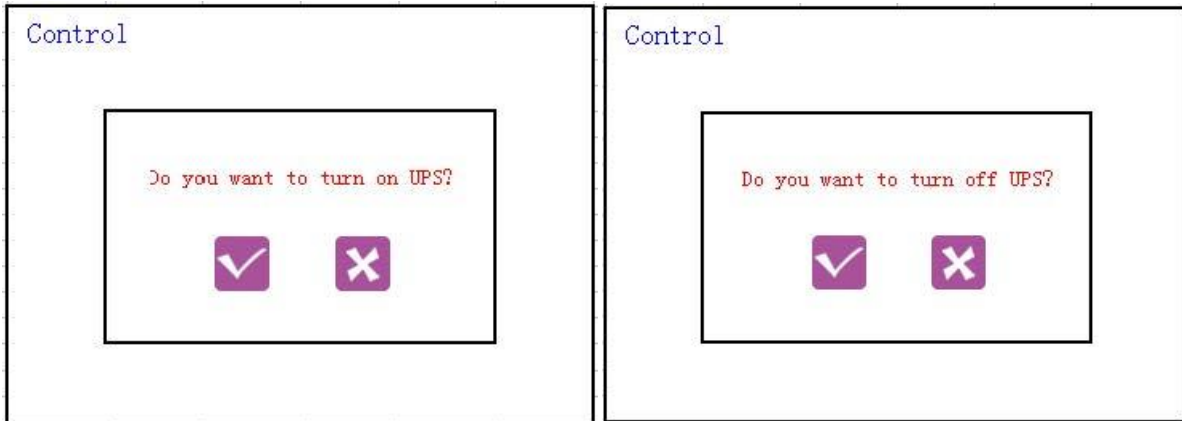 Control
Do you want to turn on UPS?
Control
Do you want to turn off UPS?